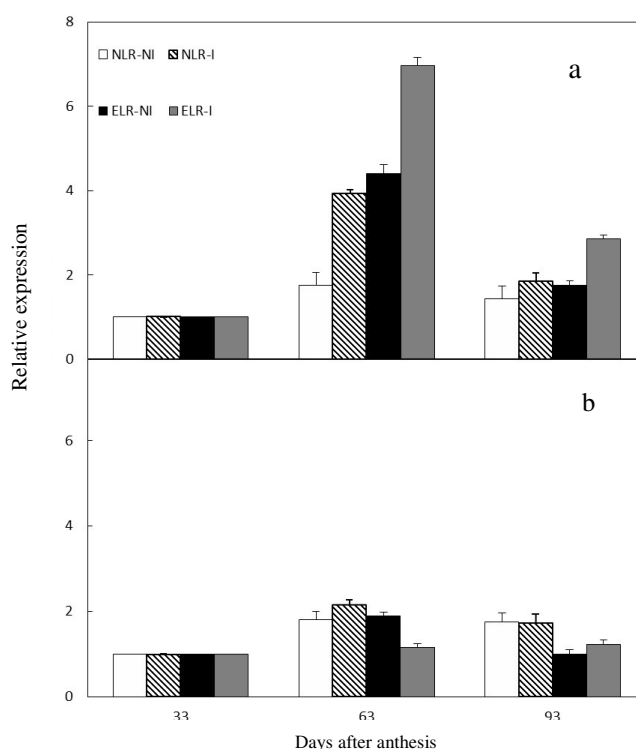 8
NLR-NI NLR-I
a
6
ELR-NI ELR-I
4
2
0
Relative expression
b
6
4
2
0
33 63 93
Days after anthesis